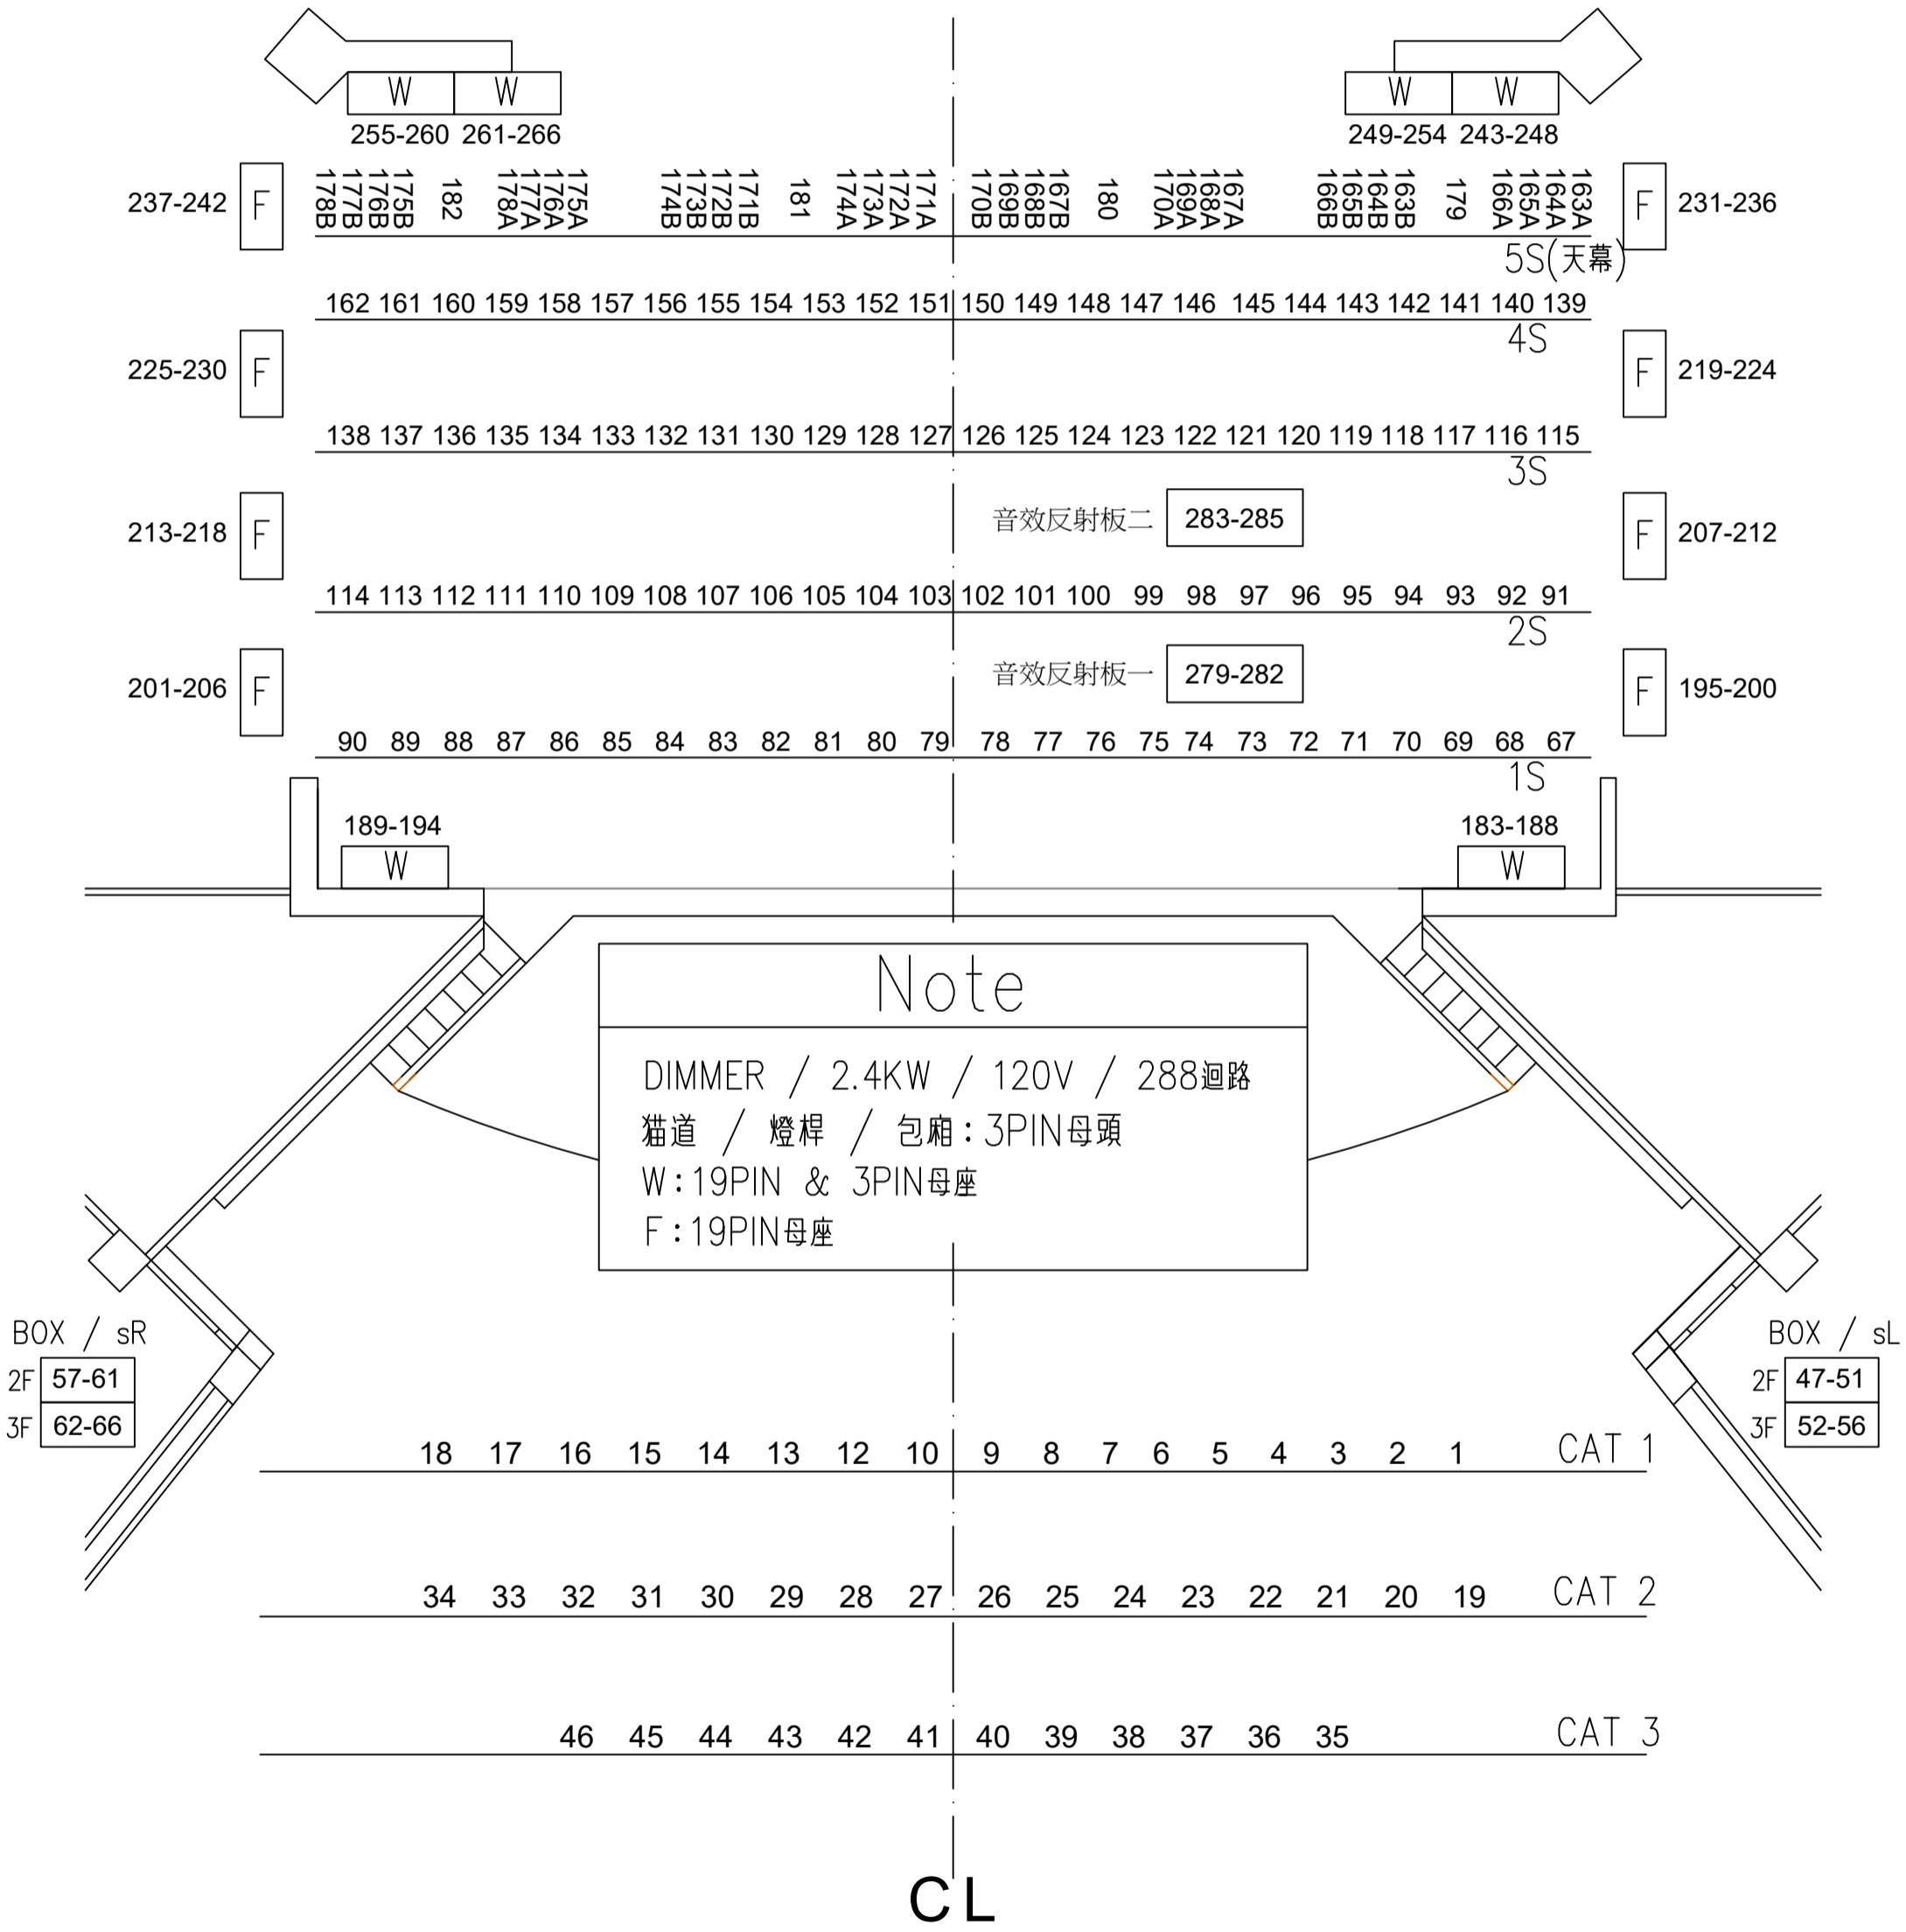 W W W W
255-260 261-266 249-254 243-248
237-242 F 178B 177B 176B 175B 182 178A 177A 176A 175A 174B 173B 172B 171B 181 174A 173A 172A 171A 170B 169B 168B 167B 180 170A 169A 168A 167A 166B 165B 164B 163B 179 166A 165A 164A 163A F 231-236
5S(天幕)
162 161 160 159 158 157 156 155 154 153 152 151 150 149 148 147 146 145 144 143 142 141 140 139
4S
225-230 F F 219-224
138 137 136 135 134 133 132 131 130 129 128 127 126 125 124 123 122 121 120 119 118 117 116 115
3S
213-218 F 音效反射板二 283-285 F 207-212
114 113 112 111 110 109 108 107 106 105 104 103 102 101 100 99 98 97 96 95 94 93 92 91
2S
201-206 F 音效反射板一 279-282 F 195-200
90 89 88 87 86 85 84 83 82 81 80 79 78 77 76 75 74 73 72 71 70 69 68 67
1S
189-194 183-188
W W
Note
DIMMER / 2.4KW / 120V / 288迴路
猫道 / 燈桿 / 包廂:3PIN母頭
W:19PIN & 3PIN母座
F:19PIN母座
BOX / sR BOX / sL
2F 57-61 2F 47-51
3F 62-66 3F 52-56
18 17 16 15 14 13 12 10 9 8 7 6 5 4 3 2 1 CAT 1
34 33 32 31 30 29 28 27 26 25 24 23 22 21 20 19 CAT 2
46 45 44 43 42 41 40 39 38 37 36 35 CAT 3
CL